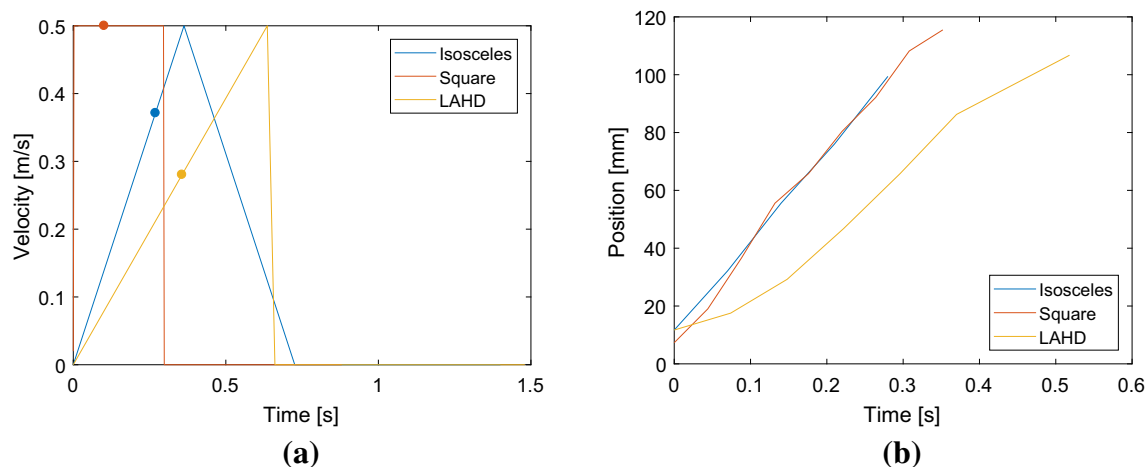 0.5
0.4
0.3
0.2
0.1
0
Velocity [m/s]
Isosceles
Square
LAHD
0 0.5 1 1.5
Time [s]
(a)
120
100
80
60
40
20
0
Position [mm]
Isosceles
Square
LAHD
0 0.1 0.2 0.3 0.4 0.5 0.6
Time [s]
(b)